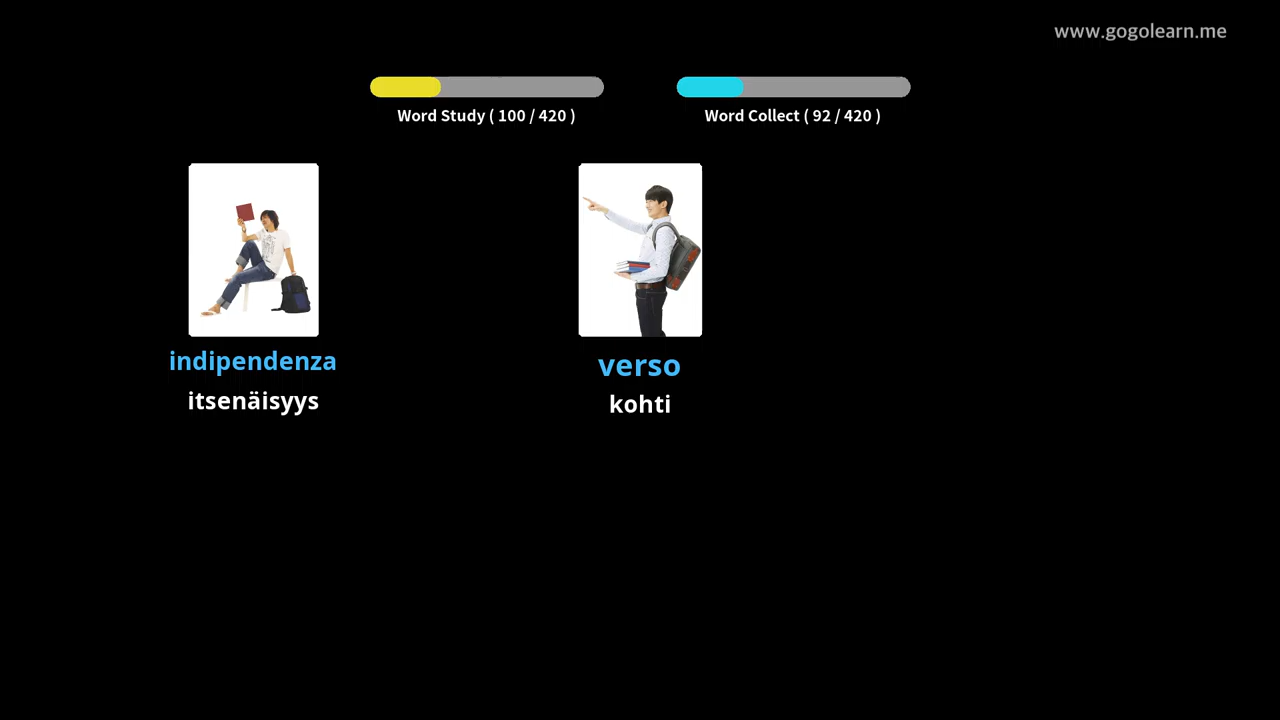 www.gogolearn.me
Word Study ( 100 / 420 )
Word Collect ( 92 / 420 )
indipendenza
itsenäisyys
verso
kohti